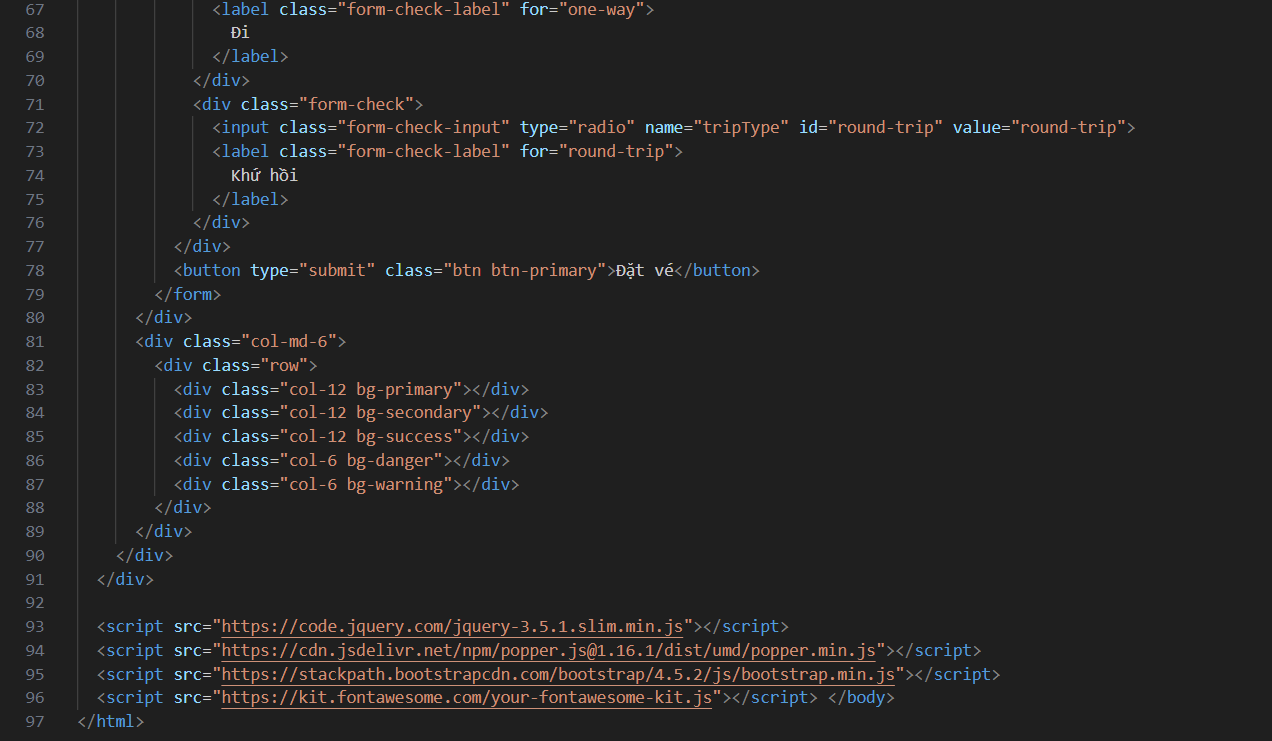 67 <label class="form-check-label" for="one-way">
68 Đi
69 </label>
70 </div>
71 <div class="form-check">
72 <input class="form-check-input" type="radio" name="tripType" id="round-trip" value="round-trip">
73 <label class="form-check-label" for="round-trip">
74 Khứ hồi
75 </label>
76 </div>
77 </div>
78 <button type="submit" class="btn btn-primary">Đặt vé</button>
79 </form>
80 </div>
81 <div class="col-md-6">
82 <div class="row">
83 <div class="col-12 bg-primary"></div>
84 <div class="col-12 bg-secondary"></div>
85 <div class="col-12 bg-success"></div>
86 <div class="col-6 bg-danger"></div>
87 <div class="col-6 bg-warning"></div>
88 </div>
89 </div>
90 </div>
91 </div>
92
93 <script src="https://code.jquery.com/jquery-3.5.1.slim.min.js"></script>
94 <script src="https://cdn.jsdelivr.net/npm/popper.js@1.16.1/dist/umd/popper.min.js"></script>
95 <script src="https://stackpath.bootstrapcdn.com/bootstrap/4.5.2/js/bootstrap.min.js"></script>
96 <script src="https://kit.fontawesome.com/your-fontawesome-kit.js"></script> </body>
97 </html>